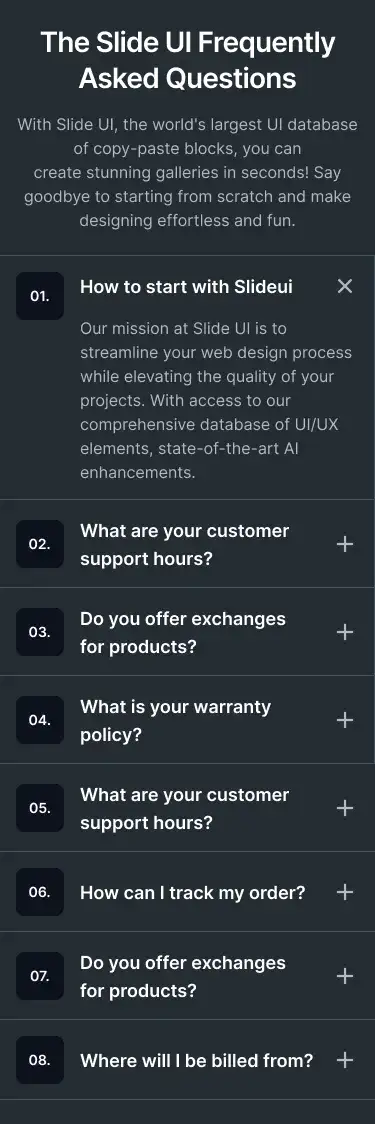 The Slide UI Frequently
Asked Questions
With Slide UI, the world's largest UI database
of copy-paste blocks, you can
create stunning galleries in seconds! Say
goodbye to starting from scratch and make
designing effortless and fun.
01.
How to start with Slideui
Our mission at Slide UI is to
streamline your web design process
while elevating the quality of your
projects. With access to our
comprehensive database of UI/UX
elements, state-of-the-art AI
enhancements.
02.
What are your customer
support hours?
03.
Do you offer exchanges
for products?
04.
What is your warranty
policy?
05.
What are your customer
support hours?
06.
How can I track my order?
07.
Do you offer exchanges
for products?
08.
Where will I be billed from?